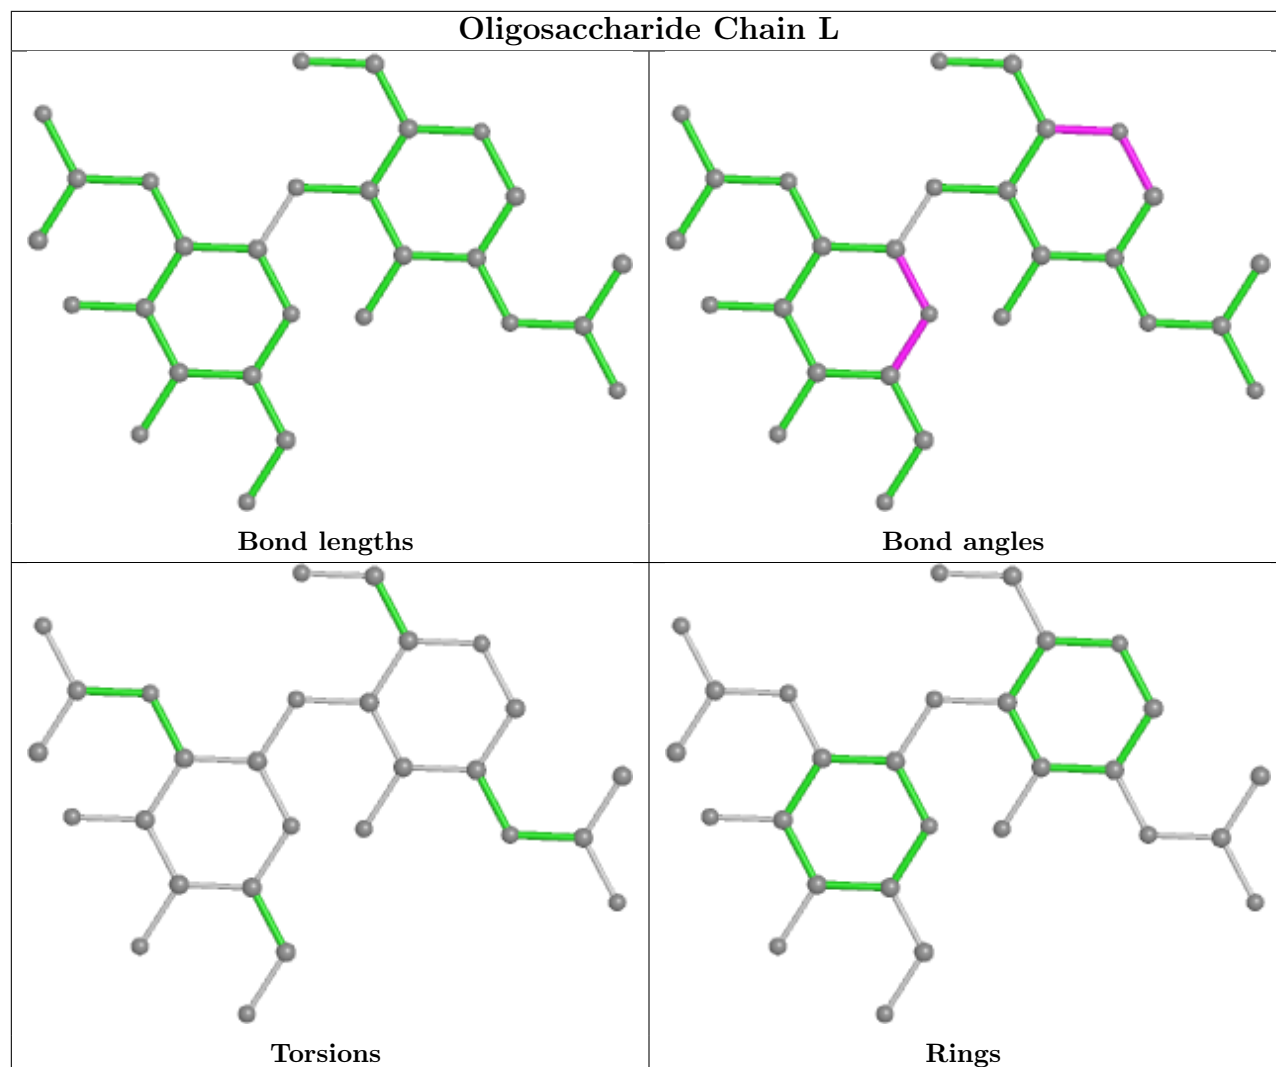 Oligosaccharide Chain L
Bond lengths
Bond angles
Torsions
Rings